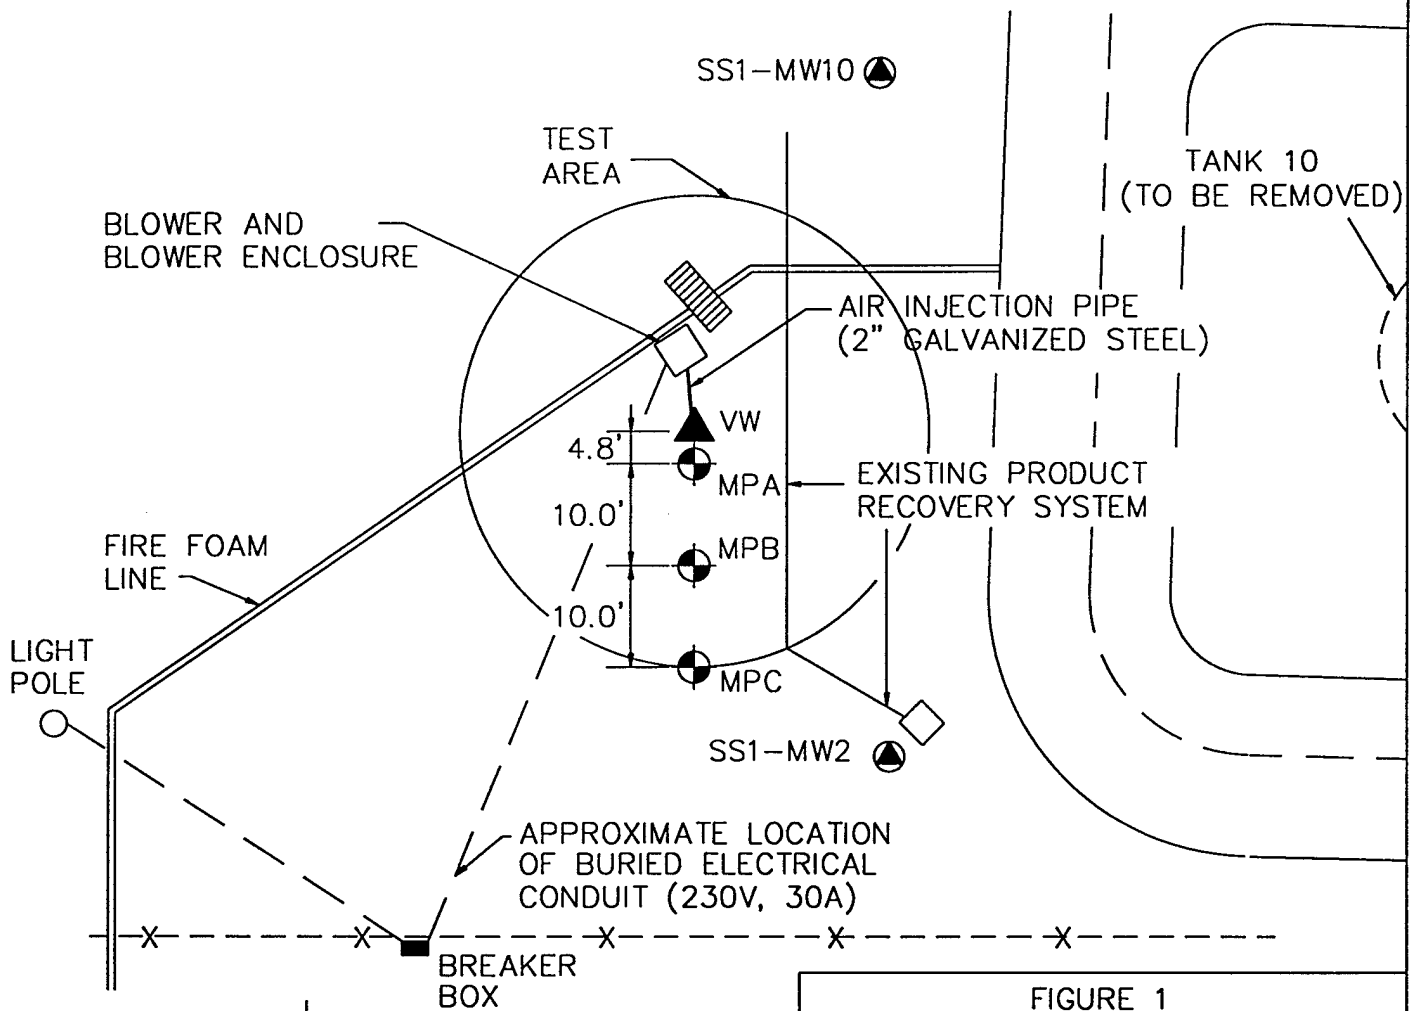 SS1-MW10
TEST
AREA
TANK 10
(TO BE REMOVED)
BLOWER AND
BLOWER ENCLOSURE
AIR INJECTION PIPE
(2" GALVANIZED STEEL)
VW
4.8'
MPA
EXISTING PRODUCT
RECOVERY SYSTEM
10.0'
MPB
FIRE FOAM
LINE
10.0'
LIGHT
POLE
MPC
SS1-MW2
APPROXIMATE LOCATION
OF BURIED ELECTRICAL
CONDUIT (230V, 30A)
X X X X X
BREAKER
BOX
FIGURE 1